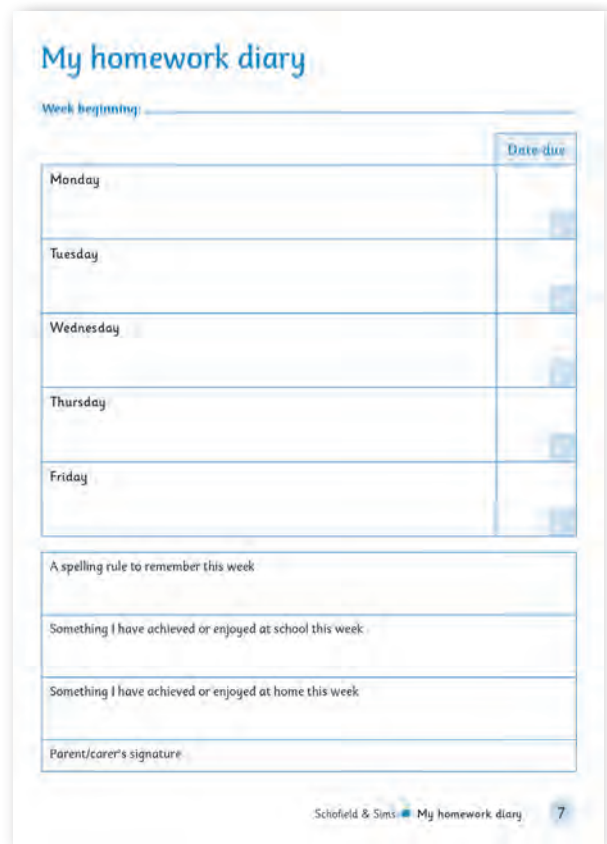 My homework diary
Week beginning:
Date due
Monday
Tuesday
Wednesday
Thursday
Friday
A spelling rule to remember this week
Something I have achieved or enjoyed at school this week
Something I have achieved or enjoyed at home this week
Parent/carer's signature
Schofield & Sims My homework diary 7